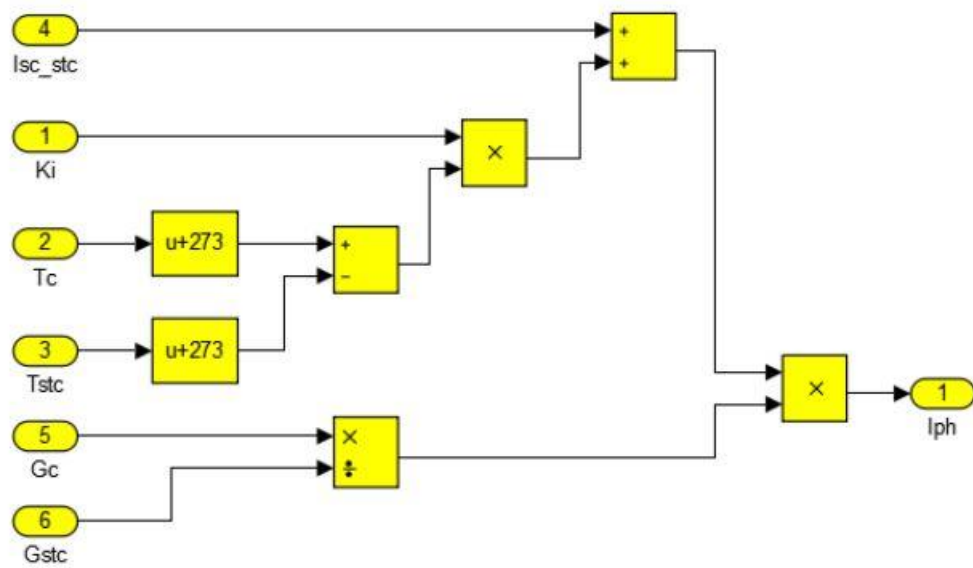 4
Isc_stc
+
+
1
Ki
×
2
Tc
u+273
+
−
3
Tstc
u+273
×
1
Iph
5
Gc
×
÷
6
Gstc